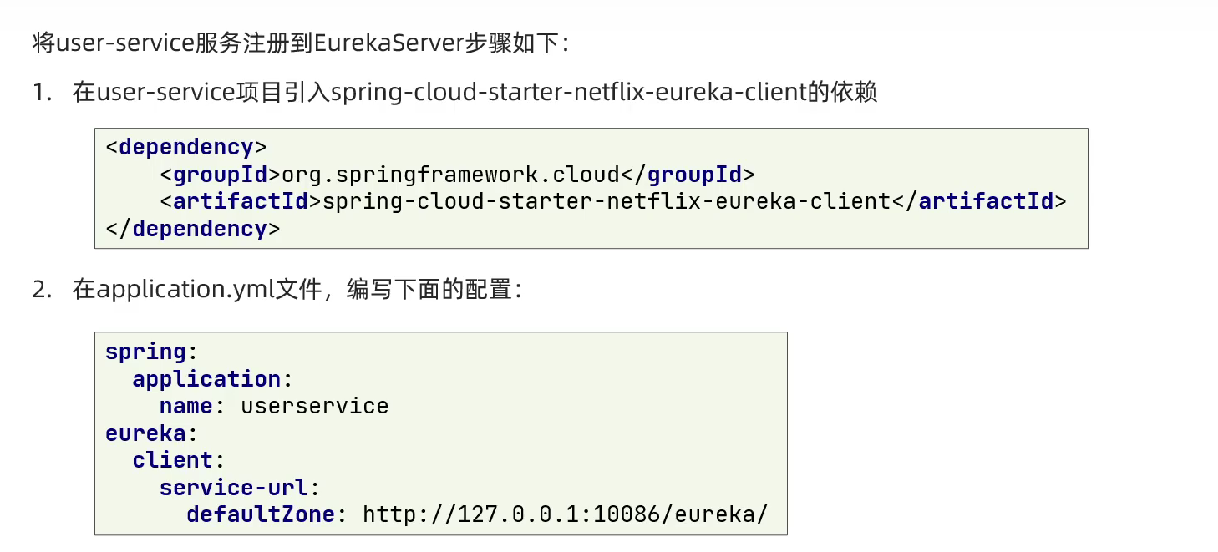 将user-service服务注册到EurekaServer步骤如下：
1. 在user-service项目引入spring-cloud-starter-netflix-eureka-client的依赖
<dependency>
    <groupId>org.springframework.cloud</groupId>
    <artifactId>spring-cloud-starter-netflix-eureka-client</artifactId>
</dependency>
2. 在application.yml文件，编写下面的配置：
spring:
  application:
    name: userservice
eureka:
  client:
    service-url:
      defaultZone: http://127.0.0.1:10086/eureka/